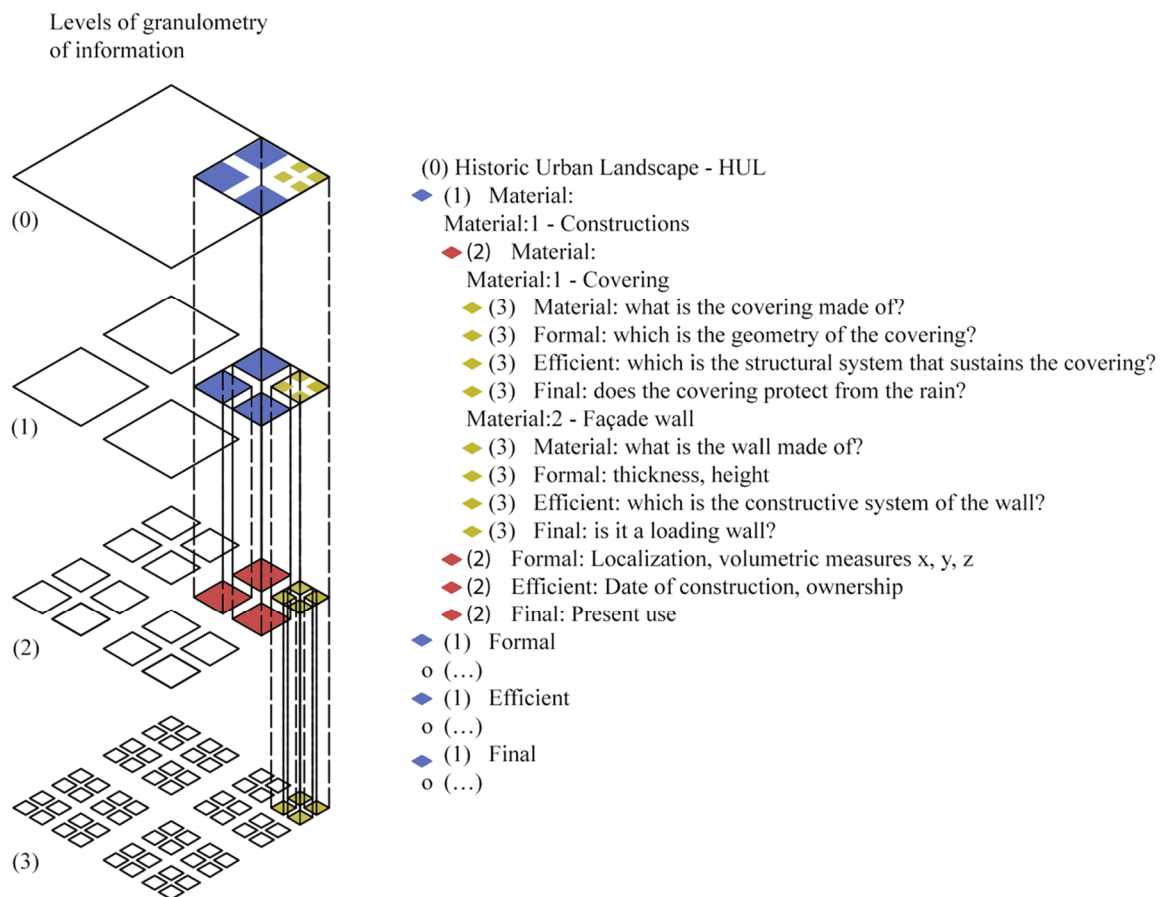 Levels of granulometry
of information
(0)
(1)
(2)
(3)
(0) Historic Urban Landscape - HUL
(1) Material:
Material:1 - Constructions
(2) Material:
Material:1 - Covering
(3) Material: what is the covering made of?
(3) Formal: which is the geometry of the covering?
(3) Efficient: which is the structural system that sustains the covering?
(3) Final: does the covering protect from the rain?
Material:2 - Façade wall
(3) Material: what is the wall made of?
(3) Formal: thickness, height
(3) Efficient: which is the constructive system of the wall?
(3) Final: is it a loading wall?
(2) Formal: Localization, volumetric measures x, y, z
(2) Efficient: Date of construction, ownership
(2) Final: Present use
(1) Formal
o (…)
(1) Efficient
o (…)
(1) Final
o (…)